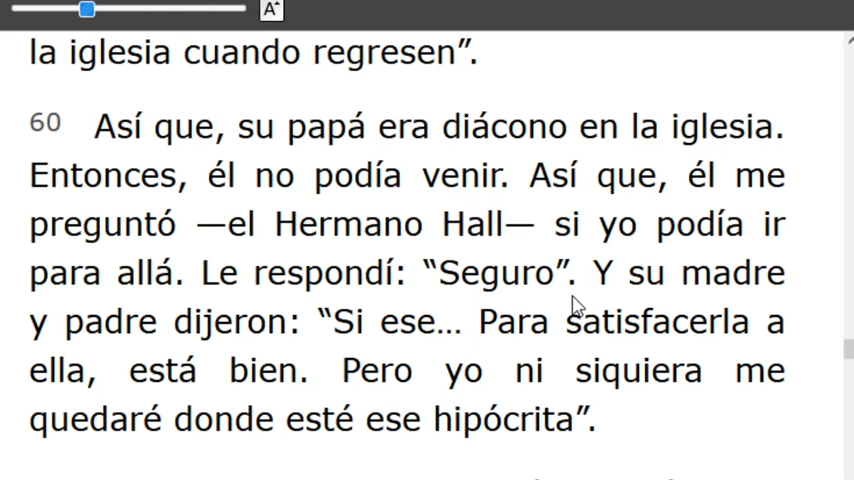 A
la iglesia cuando regresen”.
60 Así que, su papá era diácono en la iglesia.
Entonces, él no podía venir. Así que, él me
preguntó —el Hermano Hall— si yo podía ir
para allá. Le respondí: “Seguro”. Y su madre
y padre dijeron: “Si ese… Para satisfacerla a
ella, está bien. Pero yo ni siquiera me
quedaré donde esté ese hipócrita”.